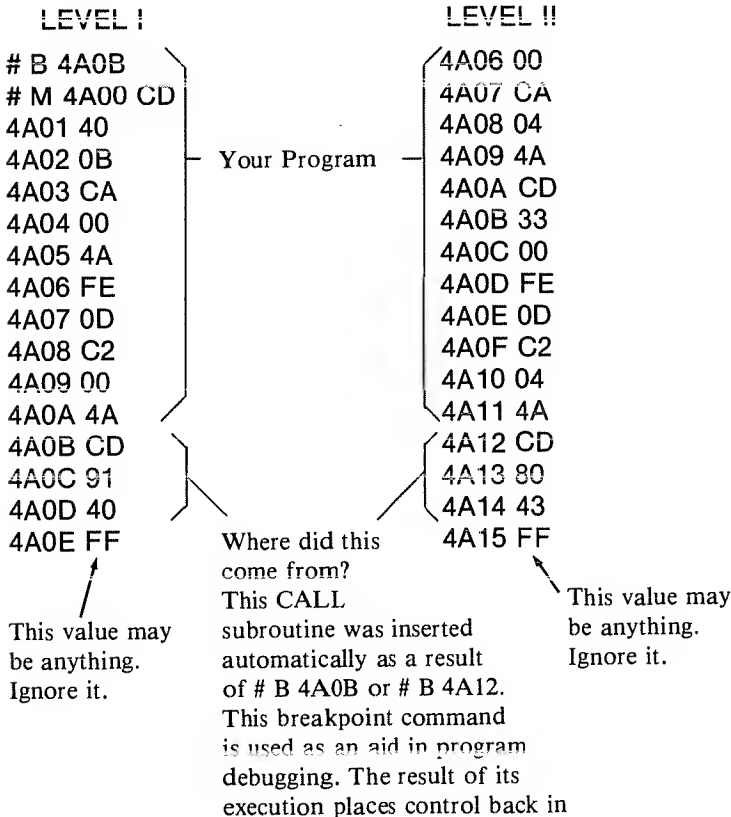 LEVEL I
# B 4A0B
# M 4A00 CD
4A01 40
4A02 0B
4A03 CA
4A04 00
4A05 4A
4A06 FE
4A07 0D
4A08 C2
4A09 00
4A0A 4A
4A0B CD
4A0C 91
4A0D 40
4A0E FF
This value may
be anything.
Ignore it.
Your Program
LEVEL II
4A06 00
4A07 CA
4A08 04
4A09 4A
4A0A CD
4A0B 33
4A0C 00
4A0D FE
4A0E 0D
4A0F C2
4A10 04
4A11 4A
4A12 CD
4A13 80
4A14 43
4A15 FF
Where did this
come from?
This CALL
subroutine was inserted
automatically as a result
of # B 4A0B or # B 4A12.
This breakpoint command
is used as an aid in program
debugging. The result of its
execution places control back in
This value may
be anything.
Ignore it.